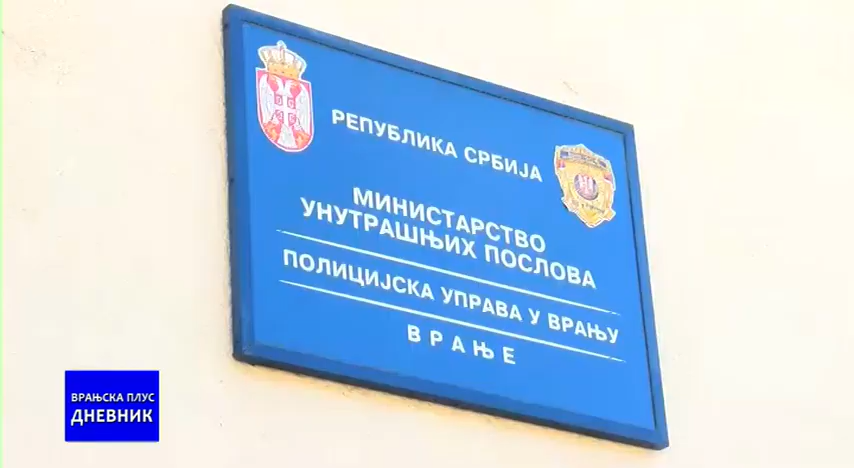 РЕПУБЛИКА СРБИЈА
МИНИСТАРСТВО
УНУТРАШЊИХ ПОСЛОВА
ПОЛИЦИЈСКА УПРАВА У ВРАЊУ
ВРАЊЕ
ВРАЊСКА ПЛУС
ДНЕВНИК